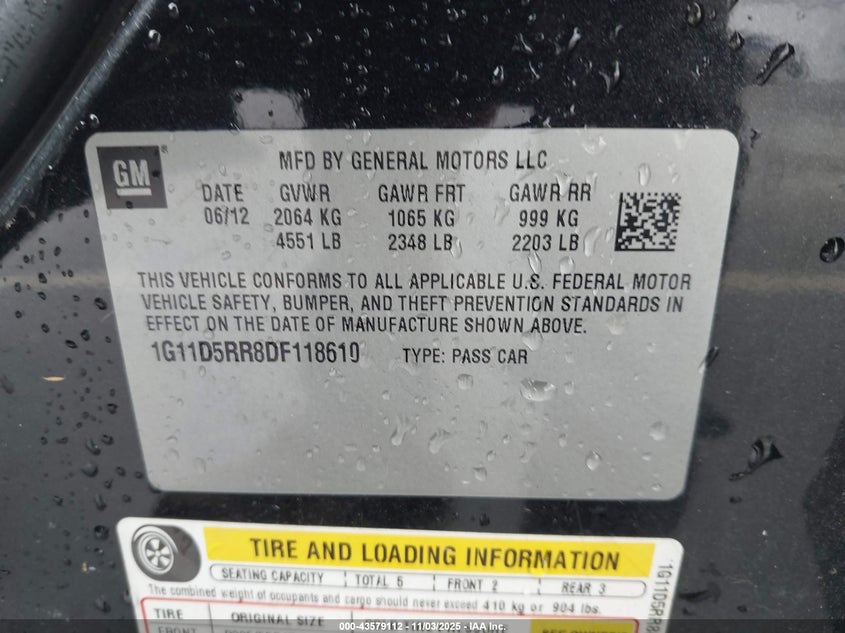 GM
MFD BY GENERAL MOTORS LLC
DATE GVWR GAWR FRT GAWR RR
06/12 2064 KG 1065 KG 999 KG
4551 LB 2348 LB 2203 LB
THIS VEHICLE CONFORMS TO ALL APPLICABLE U.S. FEDERAL MOTOR
VEHICLE SAFETY, BUMPER, AND THEFT PREVENTION STANDARDS IN
EFFECT ON THE DATE OF MANUFACTURE SHOWN ABOVE.
1G11D5RR8DF118610 TYPE: PASS CAR
TIRE AND LOADING INFORMATION
SEATING CAPACITY TOTAL 5 FRONT 2 REAR 3
The combined weight of occupants and cargo should never exceed 410 kg or 904 lbs.
TIRE ORIGINAL SIZE
FRONT
1G11D5RR8
000-43579112 - 11/03/2025 - IAA Inc.